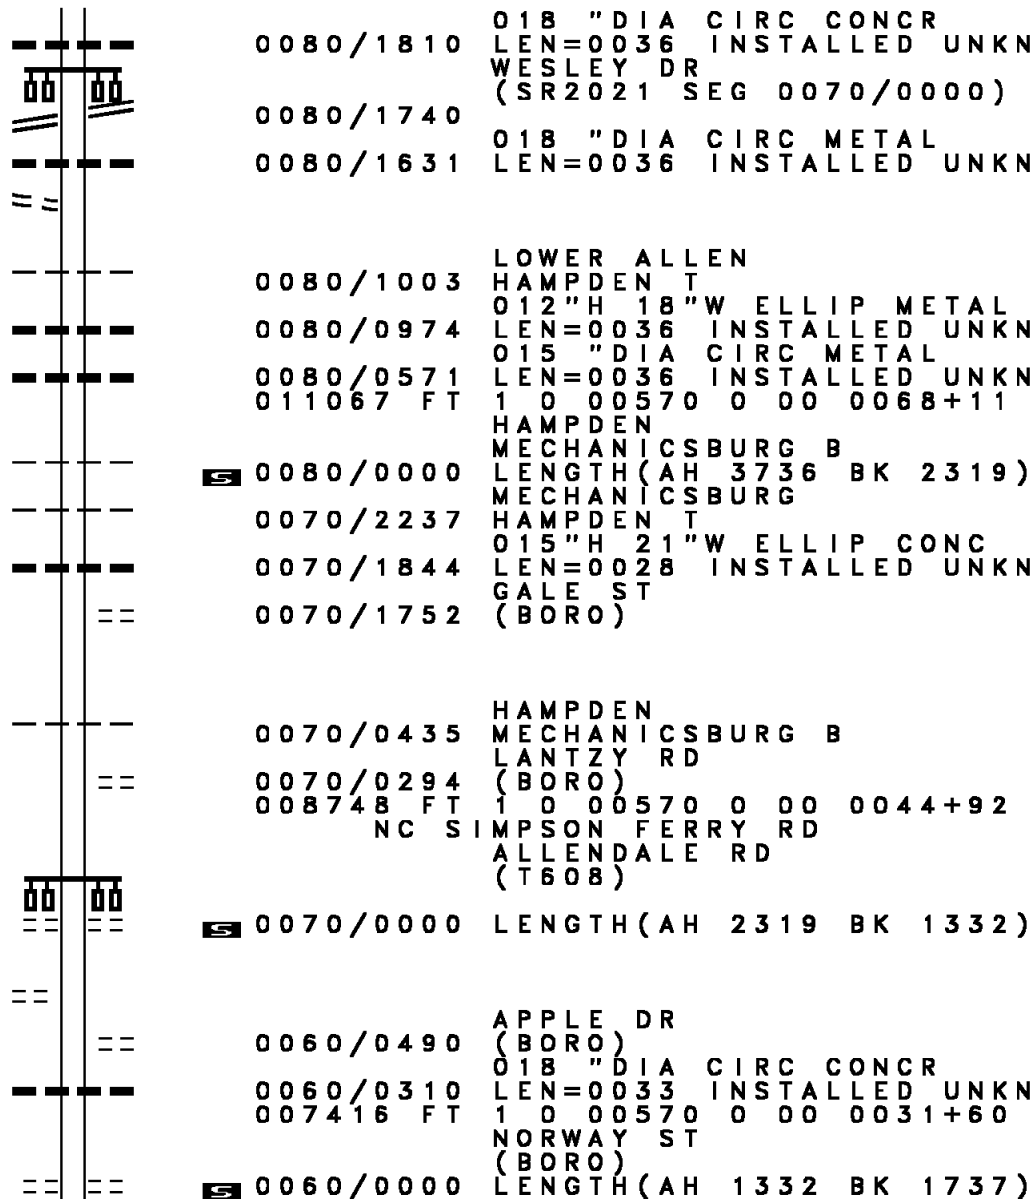 018 "DIA CIRC CONCR
0080/1810 LEN=0036 INSTALLED UNKN
WESLEY DR
(SR2021 SEG 0070/0000)
0080/1740
018 "DIA CIRC METAL
0080/1631 LEN=0036 INSTALLED UNKN
LOWER ALLEN
0080/1003 HAMPDEN T
012"H 18"W ELLIP METAL
0080/0974 LEN=0036 INSTALLED UNKN
015 "DIA CIRC METAL
0080/0571 LEN=0036 INSTALLED UNKN
011067 FT 1 0 00570 0 00 0068+11
HAMPDEN
MECHANICSBURG B
S 0080/0000 LENGTH(AH 3736 BK 2319)
MECHANICSBURG
0070/2237 HAMPDEN T
015"H 21"W ELLIP CONC
0070/1844 LEN=0028 INSTALLED UNKN
GALE ST
0070/1752 (BORO)
HAMPDEN
0070/0435 MECHANICSBURG B
LANTZY RD
0070/0294 (BORO)
008748 FT 1 0 00570 0 00 0044+92
NC SIMPSON FERRY RD
ALLENDALE RD
(T608)
S 0070/0000 LENGTH(AH 2319 BK 1332)
APPLE DR
0060/0490 (BORO)
018 "DIA CIRC CONCR
0060/0310 LEN=0033 INSTALLED UNKN
007416 FT 1 0 00570 0 00 0031+60
NORWAY ST
(BORO)
S 0060/0000 LENGTH(AH 1332 BK 1737)